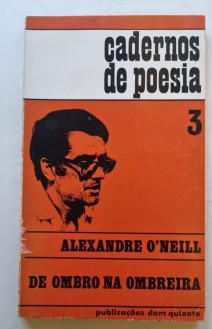 cadernos
de poesia
3
ALEXANDRE O'NEILL
DE OMBRO NA OMBREIRA
publicações dom quixote